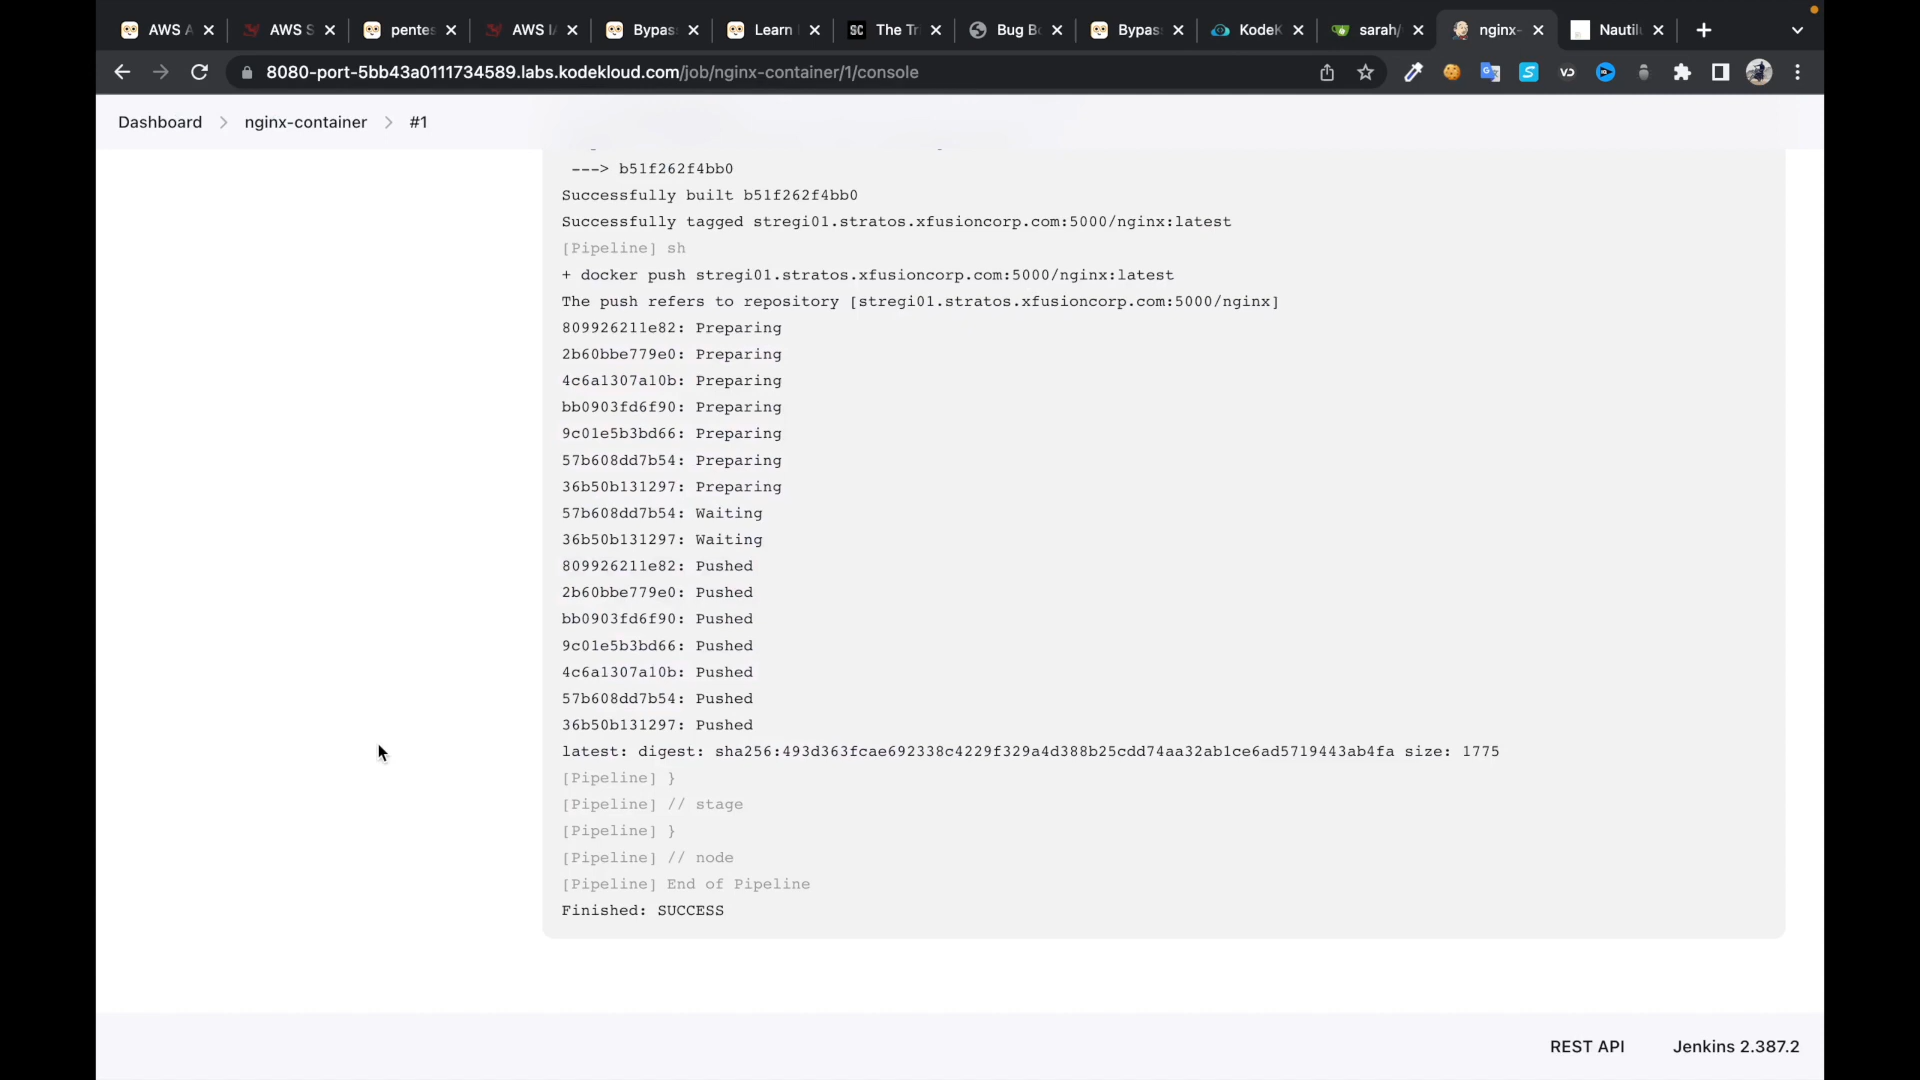 AWS A
AWS S
pentes
AWS I
Bypas
Learn
SC
The Tr
Bug B
Bypas
KodeK
sarah/
nginx-
Nautil
8080-port-5bb43a0111734589.labs.kodekloud.com/job/nginx-container/1/console
Dashboard > nginx-container > #1
---> b51f262f4bb0
Successfully built b51f262f4bb0
Successfully tagged stregi01.stratos.xfusioncorp.com:5000/nginx:latest
[Pipeline] sh
+ docker push stregi01.stratos.xfusioncorp.com:5000/nginx:latest
The push refers to repository [stregi01.stratos.xfusioncorp.com:5000/nginx]
809926211e82: Preparing
2b60bbe779e0: Preparing
4c6a1307a10b: Preparing
bb0903fd6f90: Preparing
9c01e5b3bd66: Preparing
57b608dd7b54: Preparing
36b50b131297: Preparing
57b608dd7b54: Waiting
36b50b131297: Waiting
809926211e82: Pushed
2b60bbe779e0: Pushed
bb0903fd6f90: Pushed
9c01e5b3bd66: Pushed
4c6a1307a10b: Pushed
57b608dd7b54: Pushed
36b50b131297: Pushed
latest: digest: sha256:493d363fcae692338c4229f329a4d388b25cdd74aa32ab1ce6ad5719443ab4fa size: 1775
[Pipeline] }
[Pipeline] // stage
[Pipeline] }
[Pipeline] // node
[Pipeline] End of Pipeline
Finished: SUCCESS
REST API
Jenkins 2.387.2